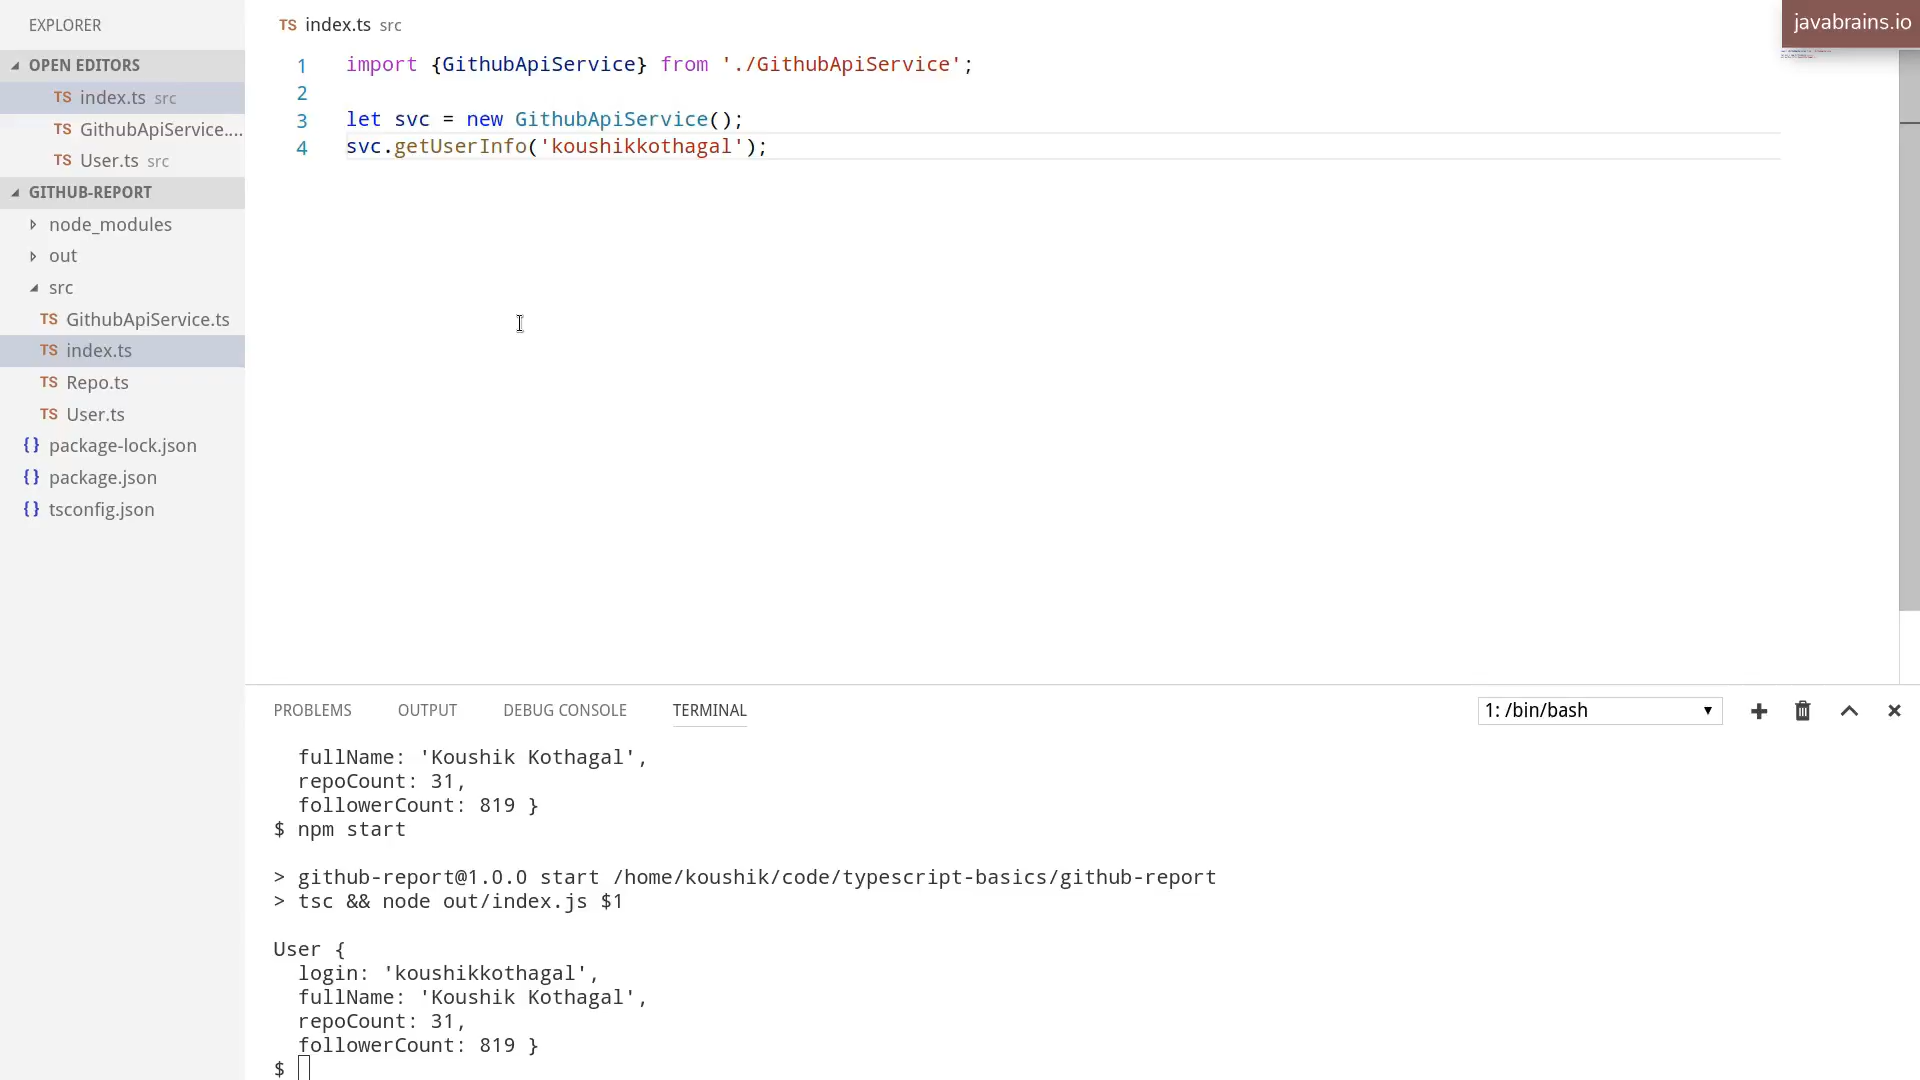 EXPLORER
OPEN EDITORS
TS index.ts src
TS GithubApiService....
TS User.ts src
GITHUB-REPORT
node_modules
out
src
TS GithubApiService.ts
TS index.ts
TS Repo.ts
TS User.ts
{} package-lock.json
{} package.json
{} tsconfig.json
TS index.ts src
javabrains.io
1 import {GithubApiService} from './GithubApiService';
2
3 let svc = new GithubApiService();
4 svc.getUserInfo('koushikkothagal');
PROBLEMS OUTPUT DEBUG CONSOLE TERMINAL 1: /bin/bash
fullName: 'Koushik Kothagal',
repoCount: 31,
followerCount: 819 }
$ npm start
> github-report@1.0.0 start /home/koushik/code/typescript-basics/github-report
> tsc && node out/index.js $1
User {
login: 'koushikkothagal',
fullName: 'Koushik Kothagal',
repoCount: 31,
followerCount: 819 }
$